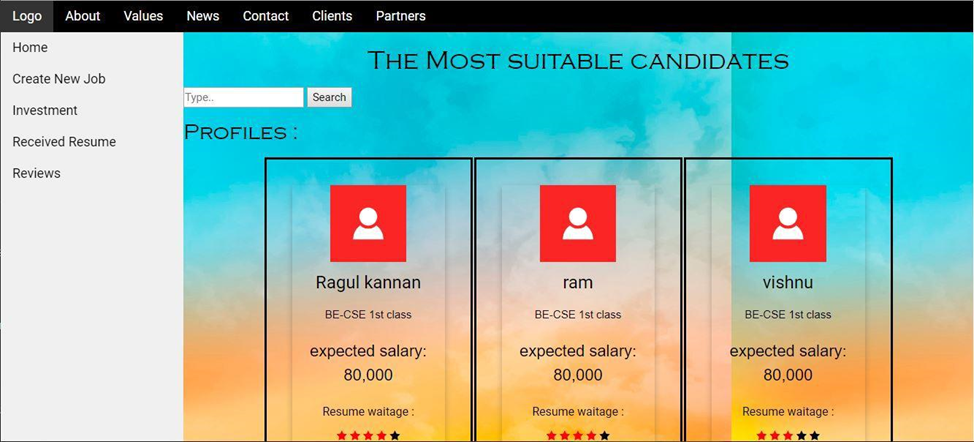 Logo About Values News Contact Clients Partners
Home
Create New Job
Investment
Received Resume
Reviews
The Most suitable candidates
Type.. Search
Profiles :
Ragul kannan ram vishnu
BE-CSE 1st class BE-CSE 1st class BE-CSE 1st class
expected salary: expected salary: expected salary:
80,000 80,000 80,000
Resume waitage : Resume waitage : Resume waitage :